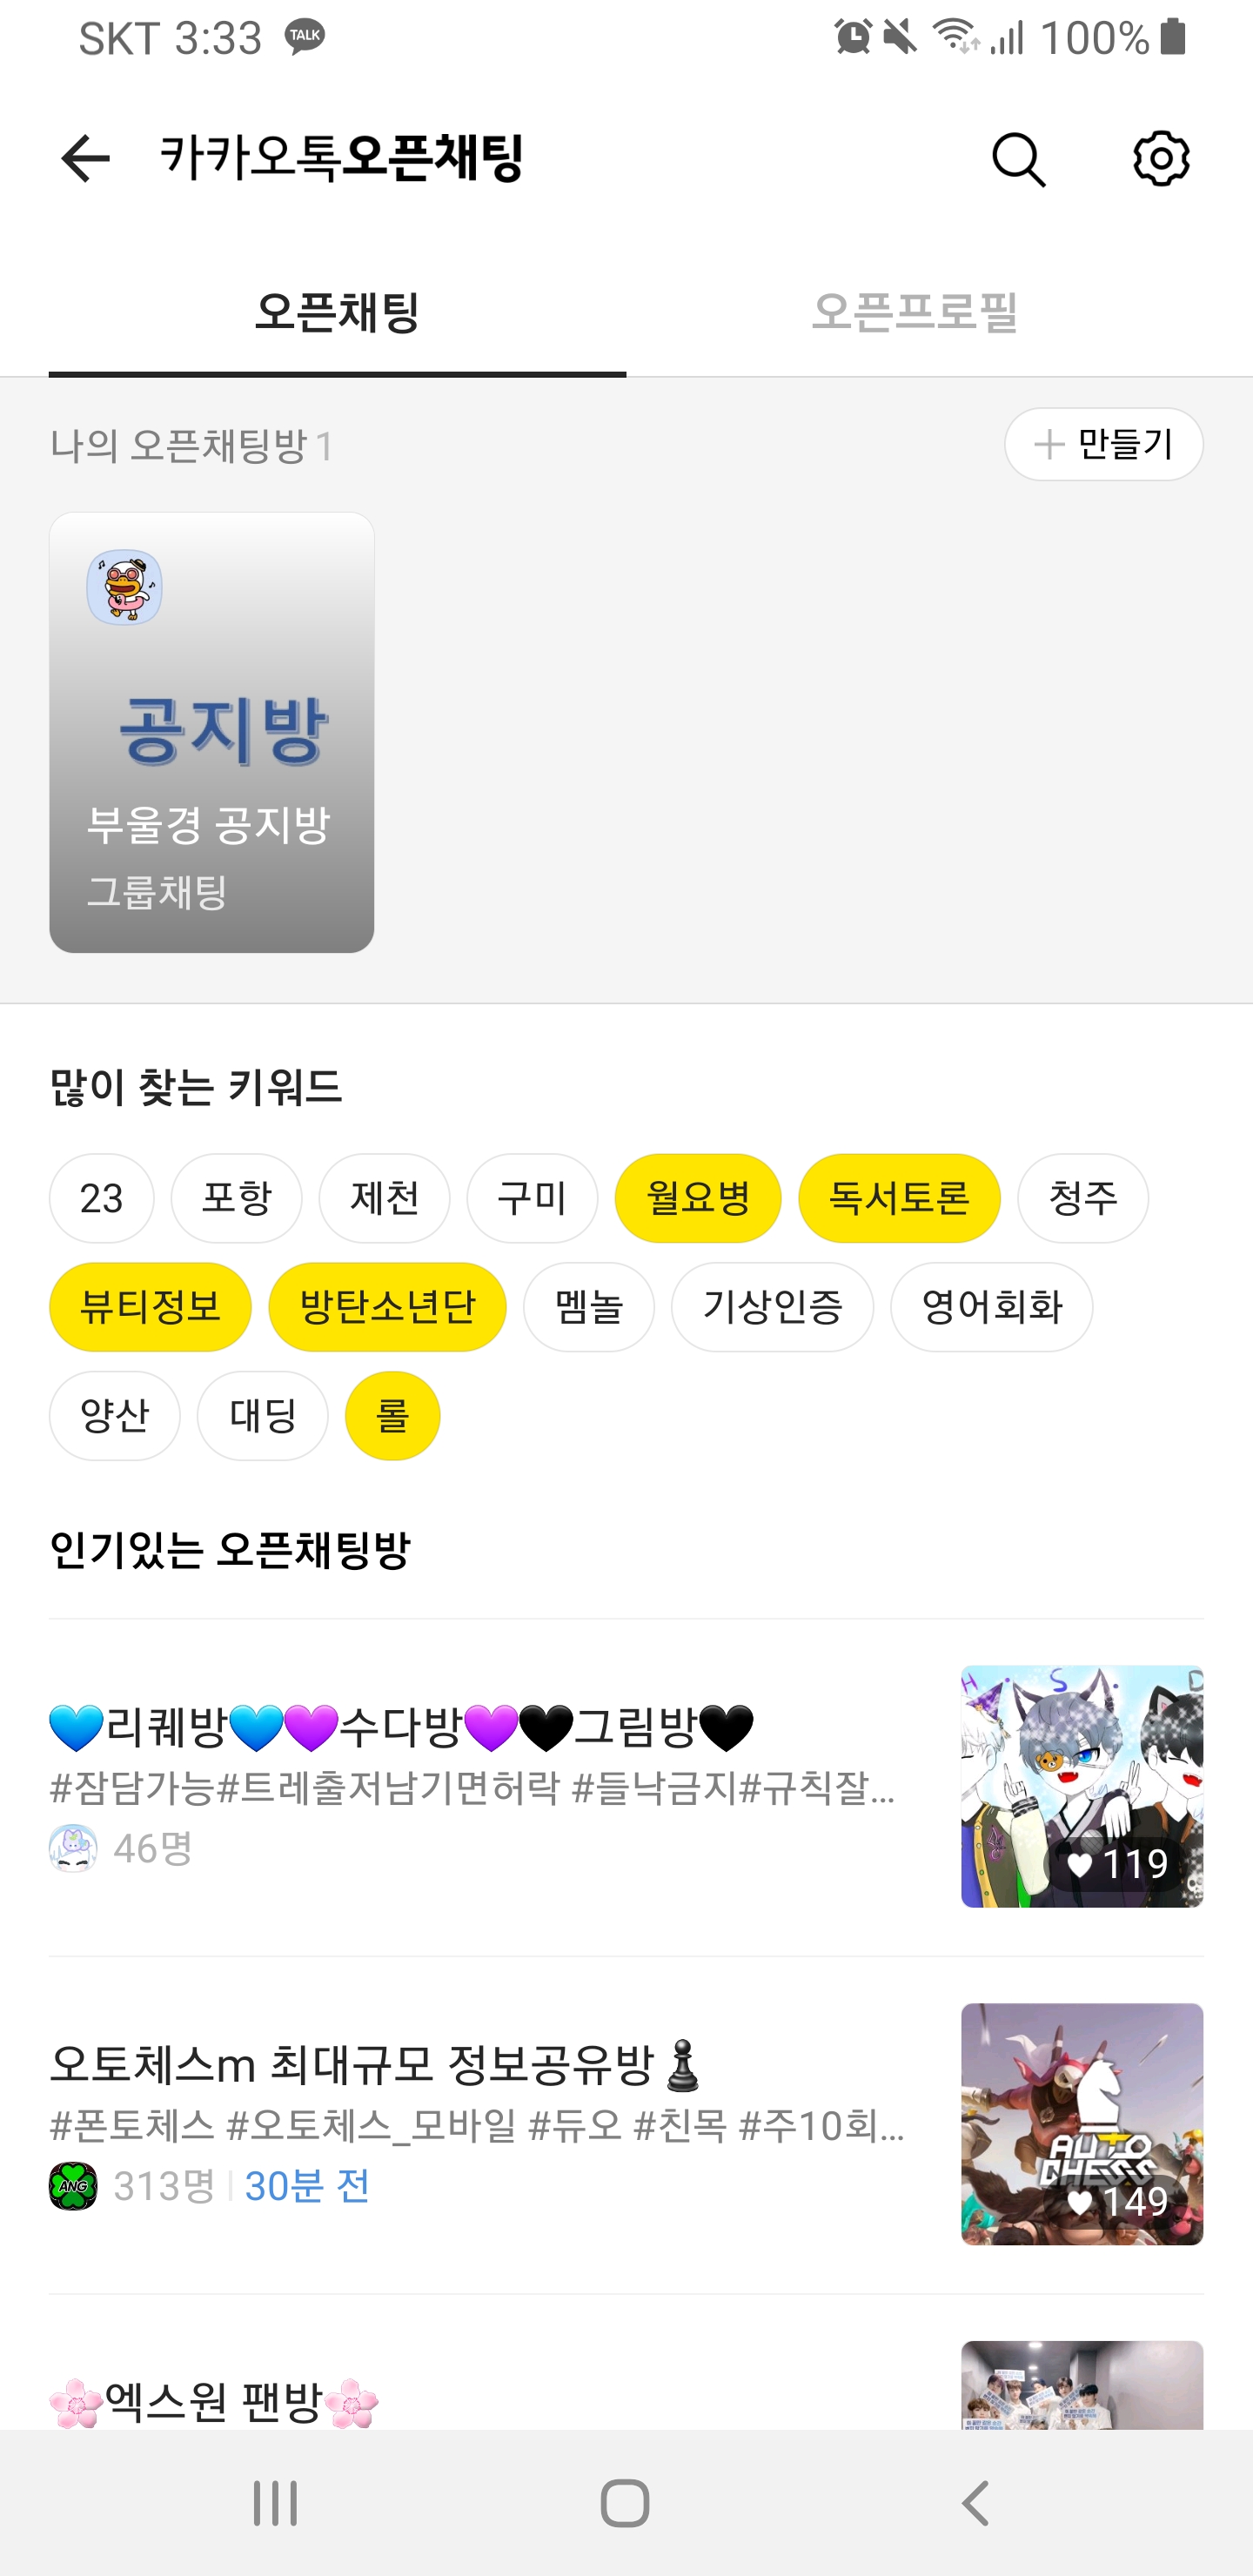 SKT 3:33 TALK 100%
카카오톡오픈채팅
오픈채팅 오픈프로필
나의 오픈채팅방 1 + 만들기
공지방
부울경 공지방
그룹채팅
많이 찾는 키워드
23 포항 제천 구미 월요병 독서토론 청주
뷰티정보 방탄소년단 멤놀 기상인증 영어회화
양산 대딩 롤
인기있는 오픈채팅방
💙리퀘방💙💜수다방💜🖤그림방🖤
#잠담가능#트레출저남기면허락 #들낙금지#규칙잘...
46명
H S D
119
오토체스m 최대규모 정보공유방♟
#폰토체스 #오토체스_모바일 #듀오 #친목 #주10회...
ANG 313명 30분 전
AUTO
CHESS
149
🌸엑스원 팬방🌸